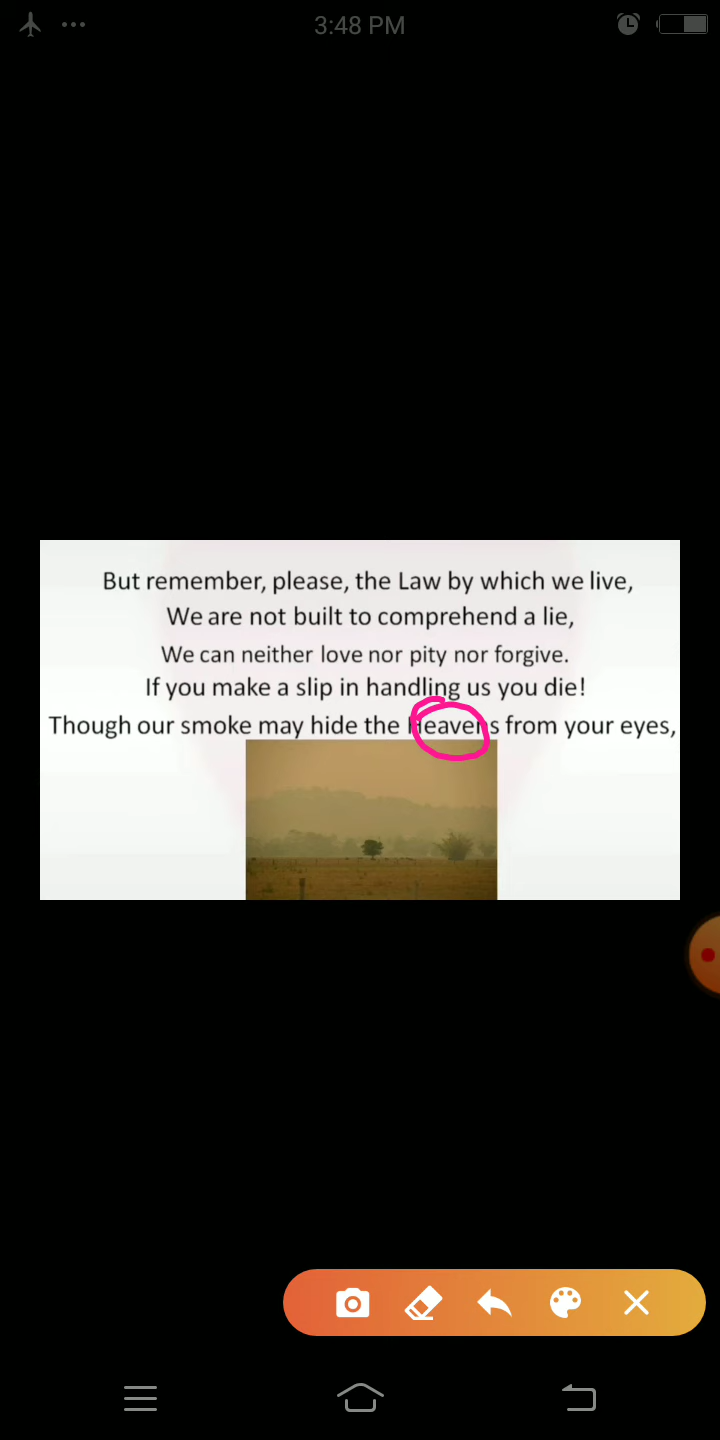 3:48 PM
But remember, please, the Law by which we live,
We are not built to comprehend a lie,
We can neither love nor pity nor forgive.
If you make a slip in handling us you die!
Though our smoke may hide the Heavens from your eyes,